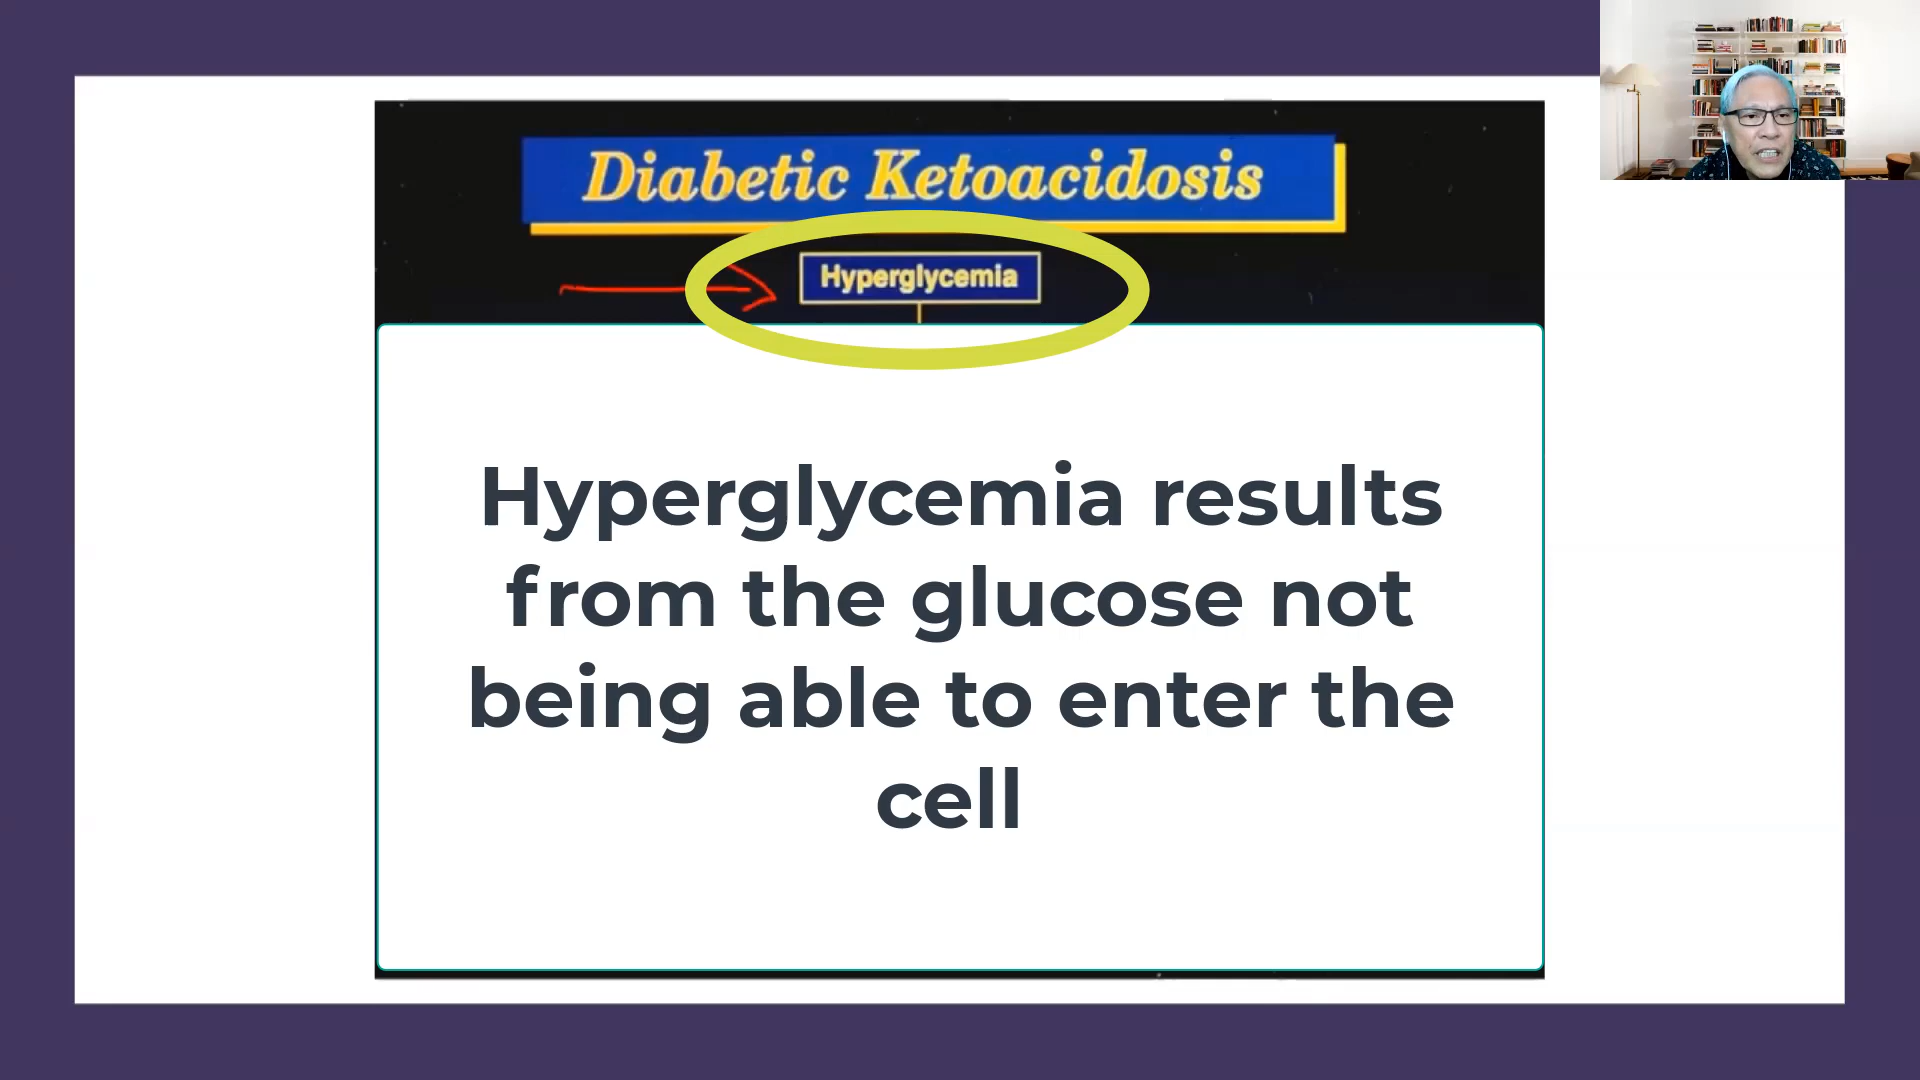 Diabetic Ketoacidosis
Hyperglycemia
Hyperglycemia results
from the glucose not
being able to enter the
cell